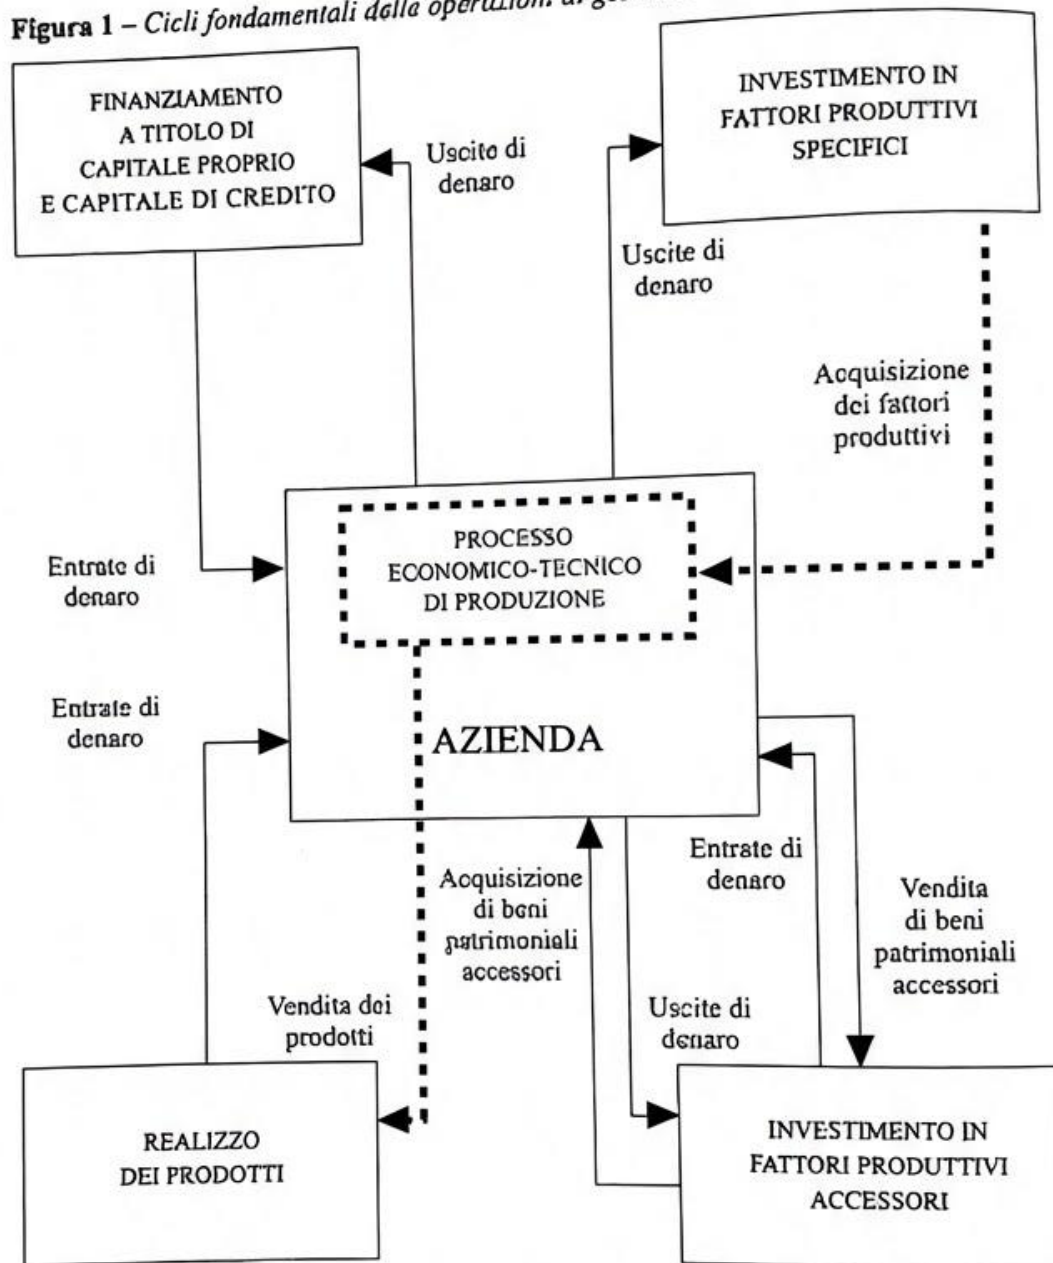 Figura 1 – Cicli fondamentali delle operazioni di
FINANZIAMENTO
A TITOLO DI
CAPITALE PROPRIO
E CAPITALE DI CREDITO
Uscite di
denaro
INVESTIMENTO IN
FATTORI PRODUTTIVI
SPECIFICI
Uscite di
denaro
Acquisizione
dei fattori
produttivi
Entrate di
denaro
PROCESSO
ECONOMICO-TECNICO
DI PRODUZIONE
Entrate di
denaro
AZIENDA
Acquisizione
di beni
patrimoniali
accessori
Entrate di
denaro
Vendita
di beni
patrimoniali
accessori
Vendita dei
prodotti
Uscite di
denaro
REALIZZO
DEI PRODOTTI
INVESTIMENTO IN
FATTORI PRODUTTIVI
ACCESSORI